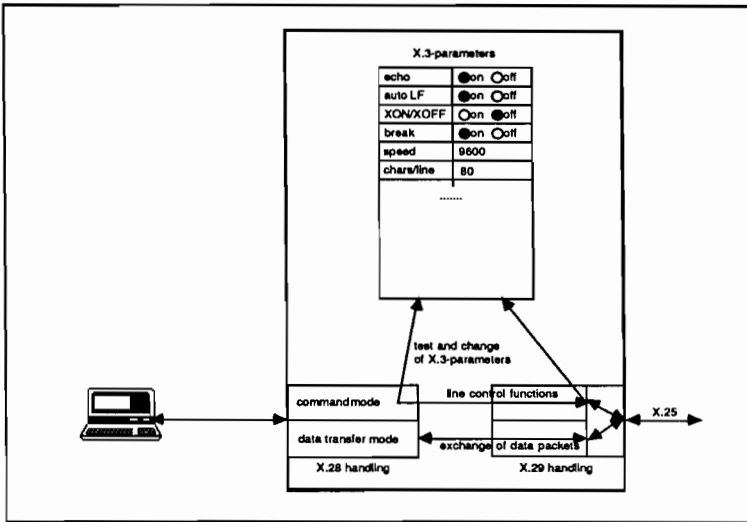 X.3-parameters
echo on off
auto LF on off
XON/XOFF on off
break on off
speed 9600
chars/line 80
.......
test and change
of X.3-parameters
command mode
line control functions
X.25
data transfer mode
exchange of data packets
X.28 handling
X.29 handling